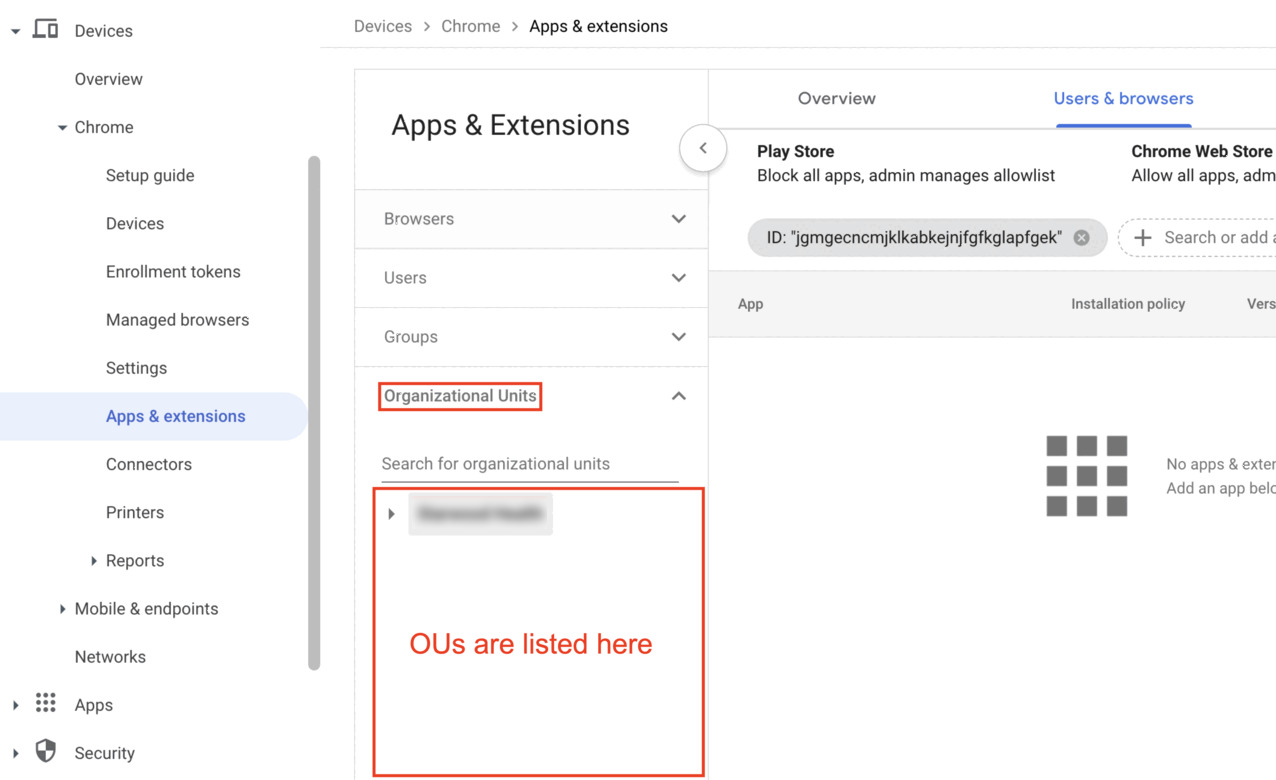 Devices
Overview
Chrome
Setup guide
Devices
Enrollment tokens
Managed browsers
Settings
Apps & extensions
Connectors
Printers
Reports
Mobile & endpoints
Networks
Apps
Security
Devices > Chrome > Apps & extensions
Apps & Extensions
Browsers
Users
Groups
Organizational Units
Search for organizational units
OUs are listed here
Overview
Users & browsers
Play Store
Block all apps, admin manages allowlist
Chrome Web Store
Allow all apps, adm
ID: "jgmgecncmjklkabkejnjfgfkglapfgek"
Search or add a
App
Installation policy
Vers
No apps & exten
Add an app belo